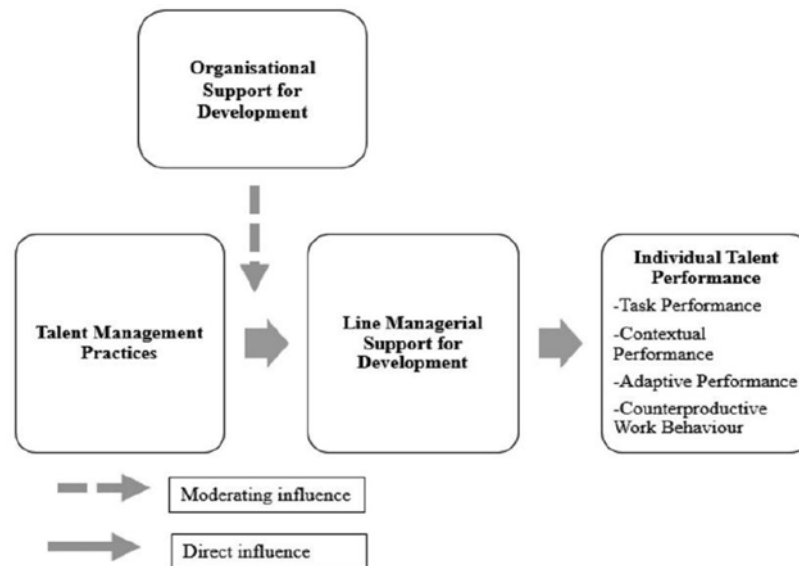 Organisational
Support for
Development
Talent Management
Practices
Line Managerial
Support for
Development
Individual Talent
Performance
-Task Performance
-Contextual
Performance
-Adaptive Performance
-Counterproductive
Work Behaviour
Moderating influence
Direct influence